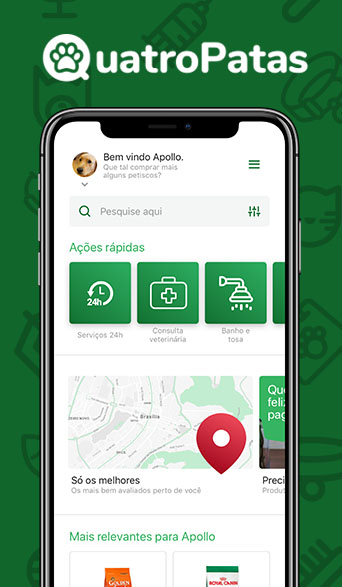 QuatroPatas
Bem vindo Apollo.
Que tal comprar mais
alguns petiscos?
Pesquise aqui
Ações rápidas
24h
Serviços 24h
Consulta
veterinária
Banho e
tosa
Brasília
Só os melhores
Os mais bem avaliados perto de você
Que
feliz
pag
Preci
Produt
Mais relevantes para Apollo
GOLDEN
ROYAL CANIN